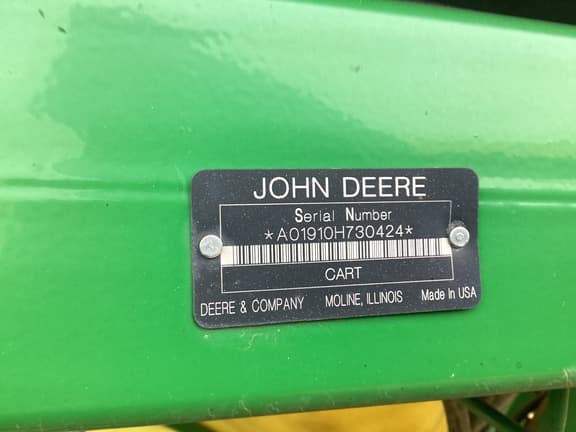 JOHN DEERE
Serial Number
*A01910H730424*
CART
DEERE & COMPANY MOLINE, ILLINOIS Made In USA